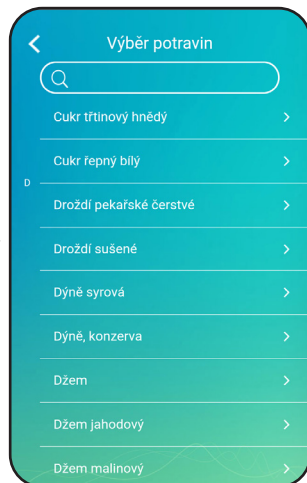 Výběr potravin
Cukr třtinový hnědý
Cukr řepný bílý
D
Droždí pekařské čerstvé
Droždí sušené
Dýně syrová
Dýně, konzerva
Džem
Džem jahodový
Džem malinový